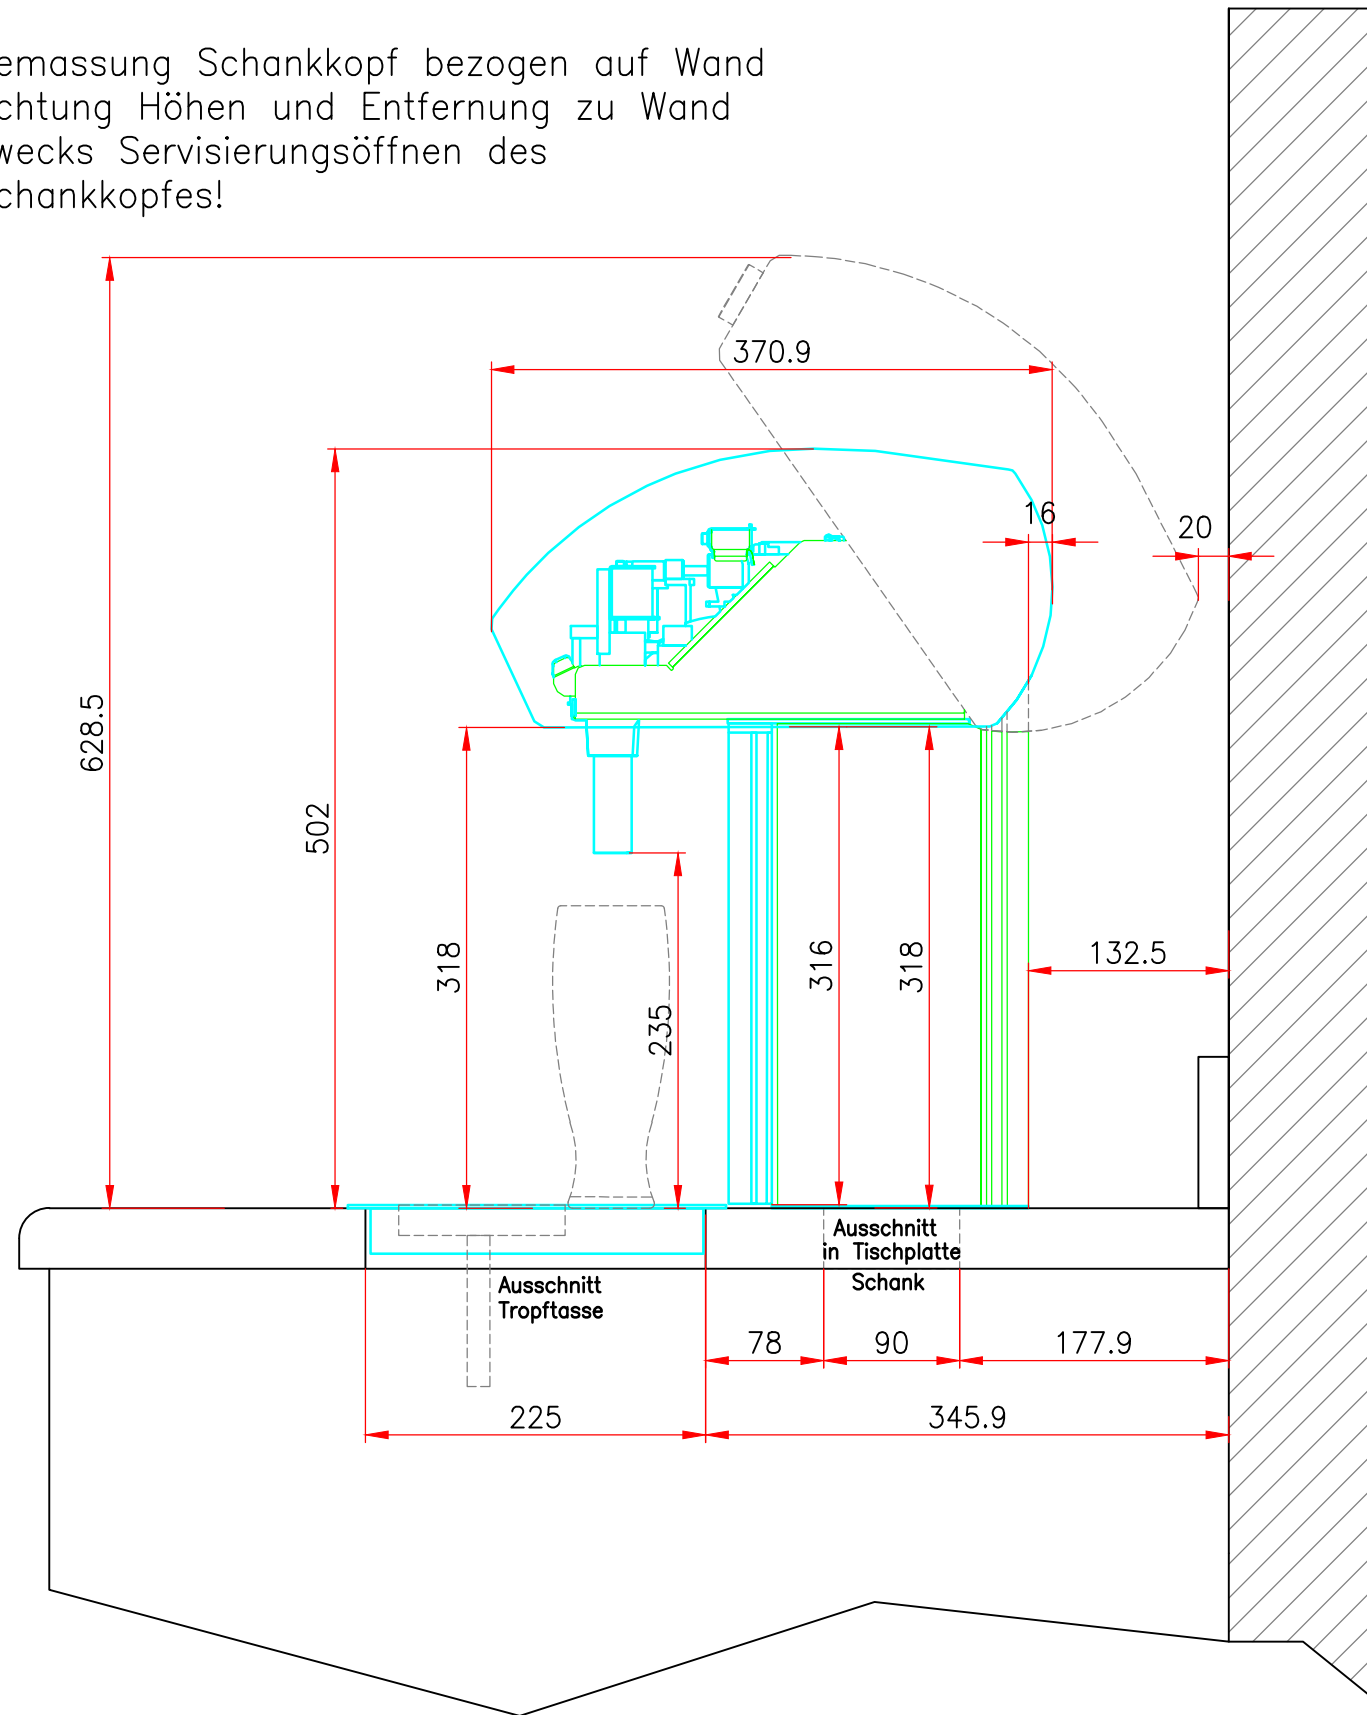 emassung Schankkopf bezogen auf Wand
chtung Höhen und Entfernung zu Wand
wecks Servisierungsöffnen des
chankkopfes!
370.9
16
20
628.5
502
318
235
316
318
132.5
Ausschnitt
in Tischplatte
Schank
Ausschnitt
Tropftasse
78
90
177.9
225
345.9